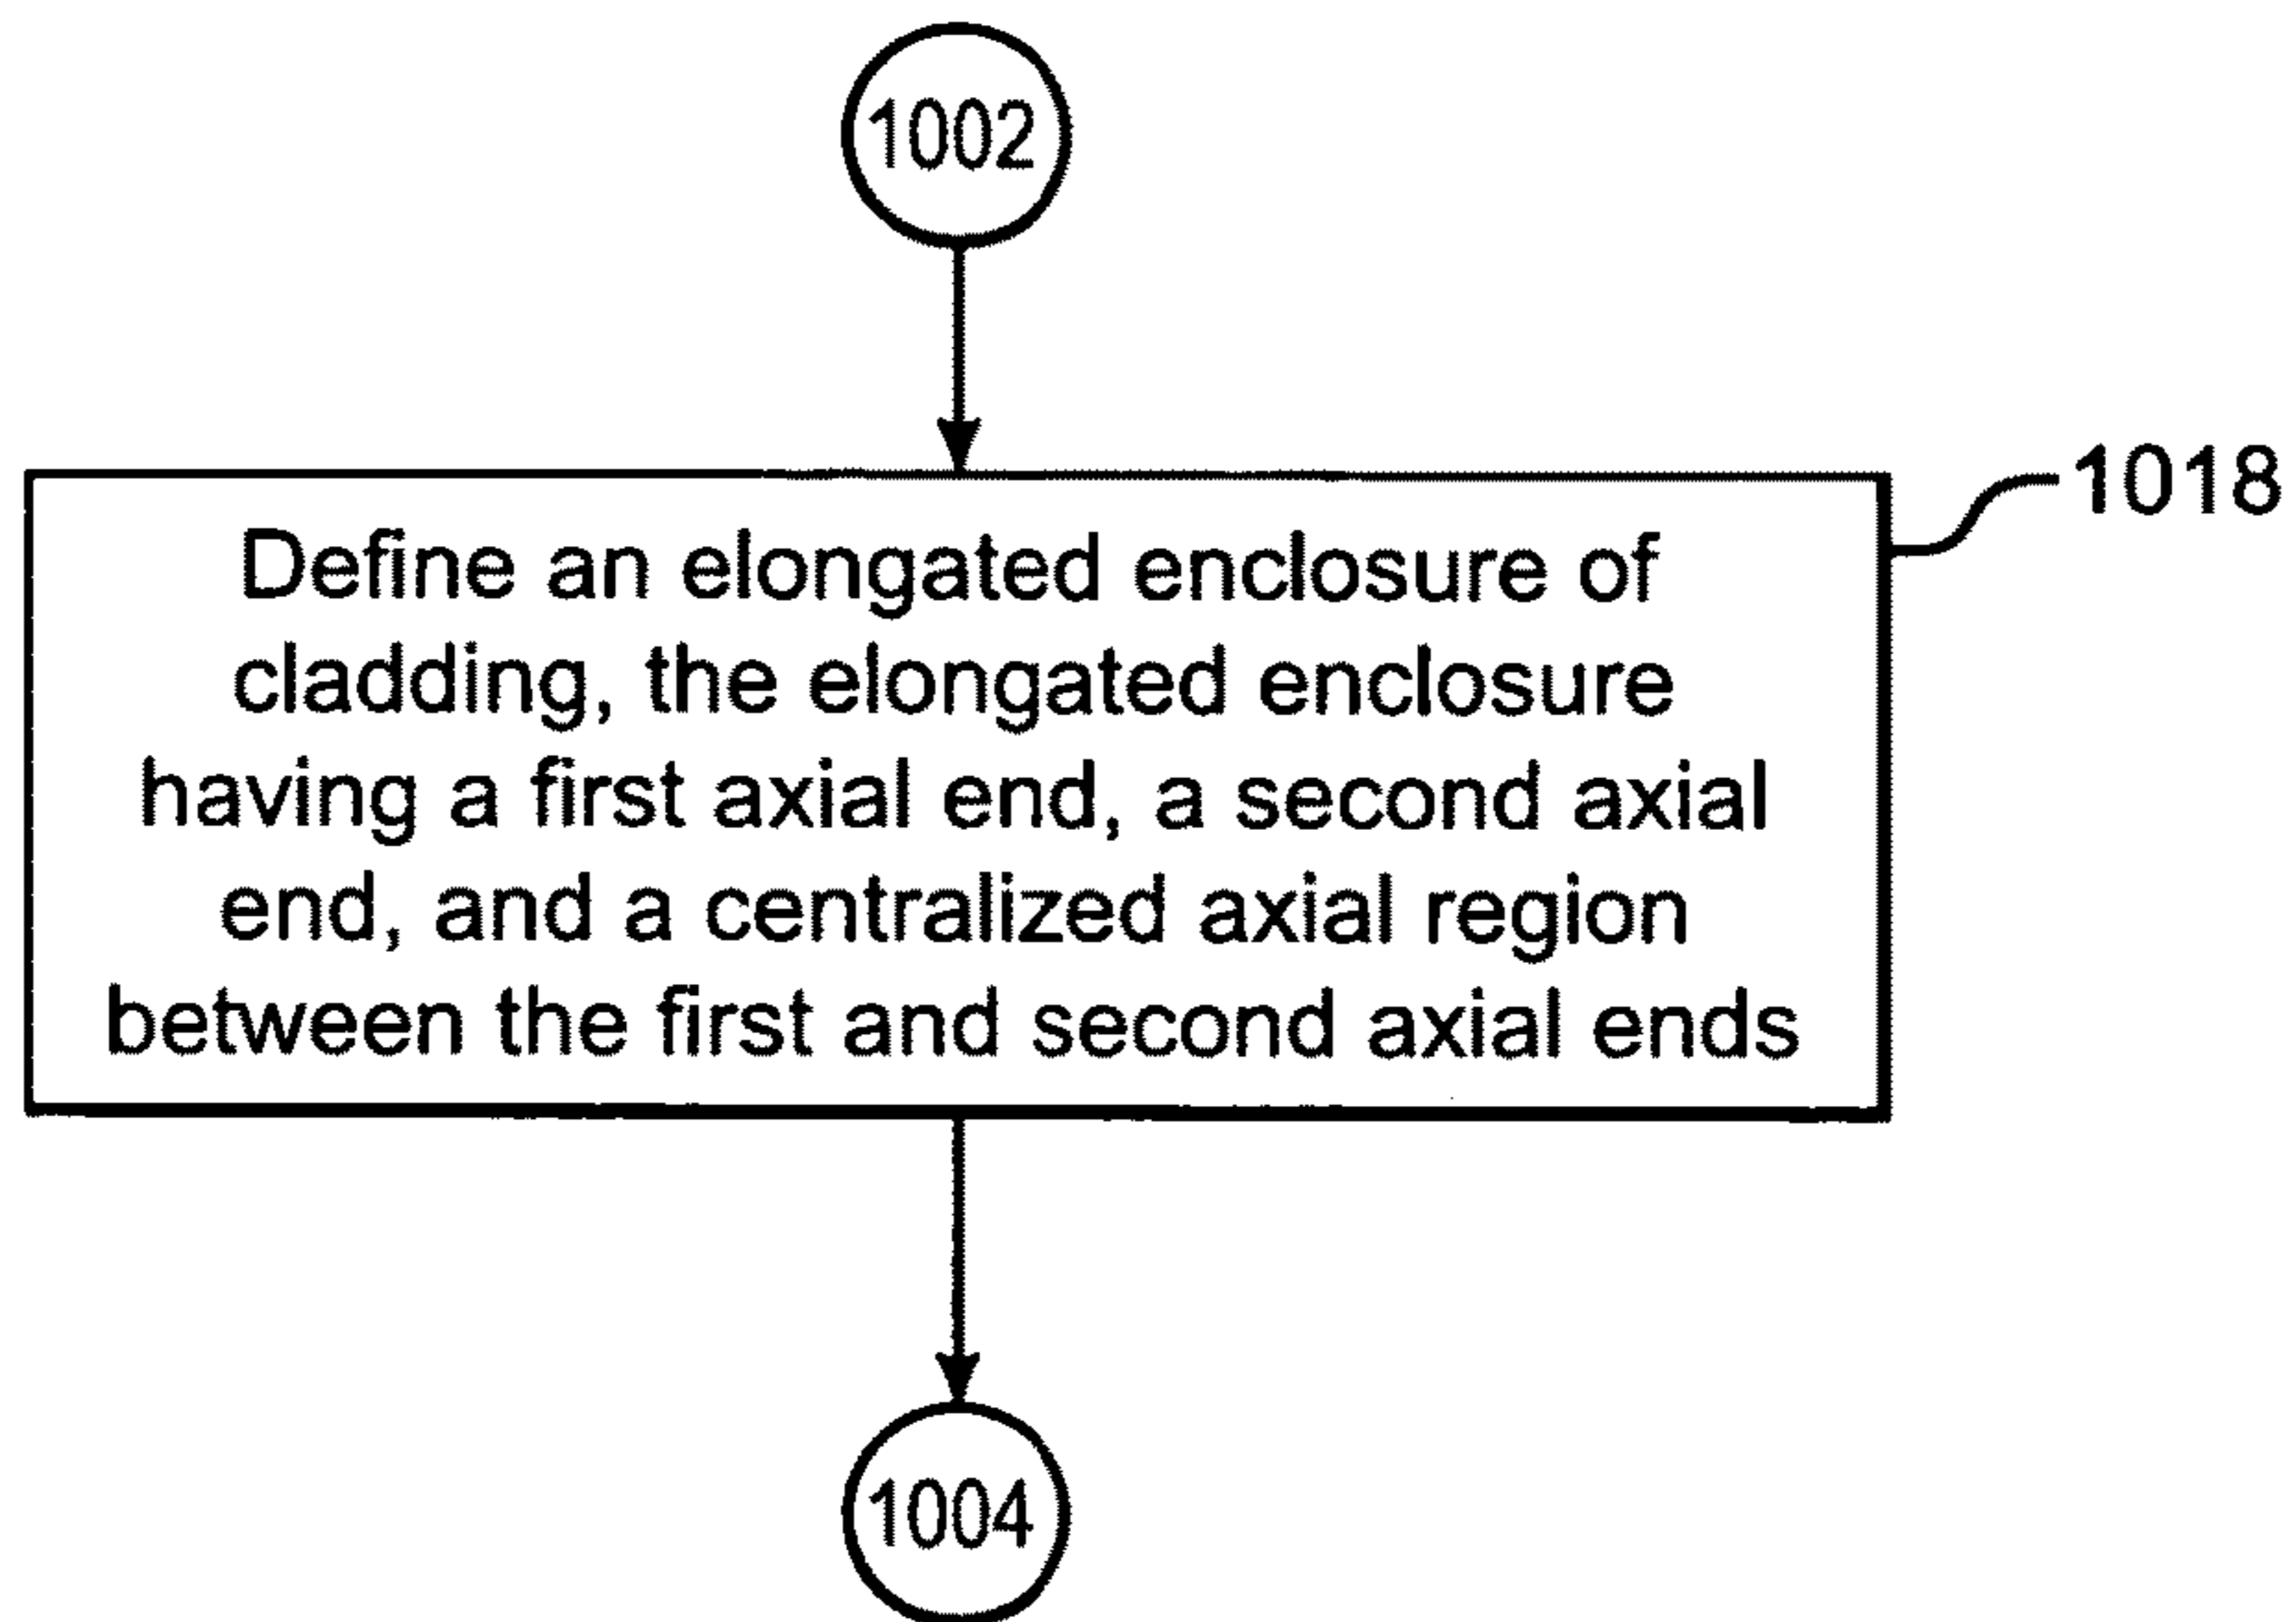 1002
1018
Define an elongated enclosure of
cladding, the elongated enclosure
having a first axial end, a second axial
end, and a centralized axial region
between the first and second axial ends
1004